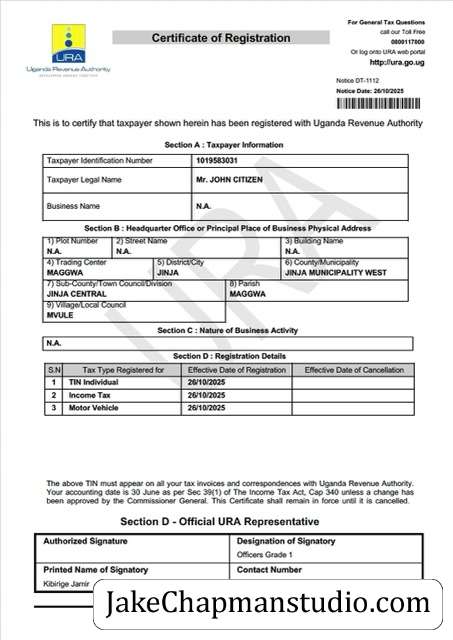 URA
Uganda Revenue Authority
DEVELOPING UGANDA TOGETHER
Certificate of Registration
For General Tax Questions
call our Toll Free
0800117000
Or log onto URA web portal
http://ura.go.ug
Notice DT-1112
Notice Date: 26/10/2025
This is to certify that taxpayer shown herein has been registered with Uganda Revenue Authority
Section A : Taxpayer Information
Taxpayer Identification Number 1019583031
Taxpayer Legal Name Mr. JOHN CITIZEN
Business Name N.A.
Section B : Headquarter Office or Principal Place of Business Physical Address
1) Plot Number 2) Street Name 3) Building Name
N.A. N.A. N.A.
4) Trading Center 5) District/City 6) County/Municipality
MAGGWA JINJA JINJA MUNICIPALITY WEST
7) Sub-County/Town Council/Division 8) Parish
JINJA CENTRAL MAGGWA
9) Village/Local Council
MVULE
URA
Section C : Nature of Business Activity
N.A.
Section D : Registration Details
S.N Tax Type Registered for Effective Date of Registration Effective Date of Cancellation
1 TIN Individual 26/10/2025
2 Income Tax 26/10/2025
3 Motor Vehicle 26/10/2025
The above TIN must appear on all your tax invoices and correspondences with Uganda Revenue Authority.
Your accounting date is 30 June as per Sec 39(1) of The Income Tax Act, Cap 340 unless a change has
been approved by the Commissioner General. This Certificate shall remain in force until it is cancelled.
Section D - Official URA Representative
Authorized Signature Designation of Signatory
Officers Grade 1
Printed Name of Signatory Contact Number
Kibirige Jamir
JakeChapmanstudio.com